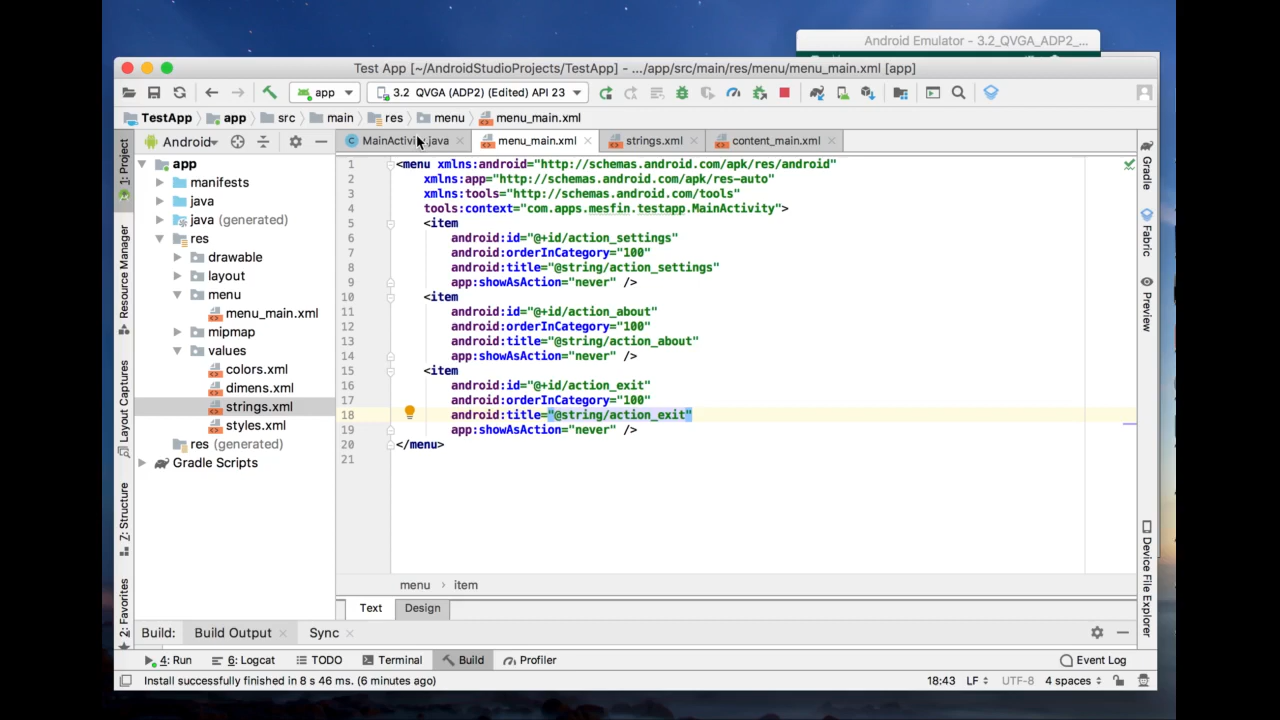 Android Emulator - 3.2_QVGA_ADP2_...
Test App [~/AndroidStudioProjects/TestApp] - .../app/src/main/res/menu/menu_main.xml [app]
app
3.2 QVGA (ADP2) (Edited) API 23
TestApp app src main res menu menu_main.xml
Android
MainActivity.java menu_main.xml strings.xml content_main.xml
1: Project
Resource Manager
Layout Captures
Z: Structure
2: Favorites
app
manifests
java
java (generated)
res
drawable
layout
menu
menu_main.xml
mipmap
values
colors.xml
dimens.xml
strings.xml
styles.xml
res (generated)
Gradle Scripts
1 <menu xmlns:android="http://schemas.android.com/apk/res/android"
2 xmlns:app="http://schemas.android.com/apk/res-auto"
3 xmlns:tools="http://schemas.android.com/tools"
4 tools:context="com.apps.mesfin.testapp.MainActivity">
5 <item
6 android:id="@+id/action_settings"
7 android:orderInCategory="100"
8 android:title="@string/action_settings"
9 app:showAsAction="never" />
10 <item
11 android:id="@+id/action_about"
12 android:orderInCategory="100"
13 android:title="@string/action_about"
14 app:showAsAction="never" />
15 <item
16 android:id="@+id/action_exit"
17 android:orderInCategory="100"
18 android:title="@string/action_exit"
19 app:showAsAction="never" />
20 </menu>
21
Gradle
Fabric
Preview
Device File Explorer
menu › item
Text Design
Build: Build Output Sync
4: Run 6: Logcat TODO Terminal Build Profiler Event Log
Install successfully finished in 8 s 46 ms. (6 minutes ago) 18:43 LF UTF-8 4 spaces